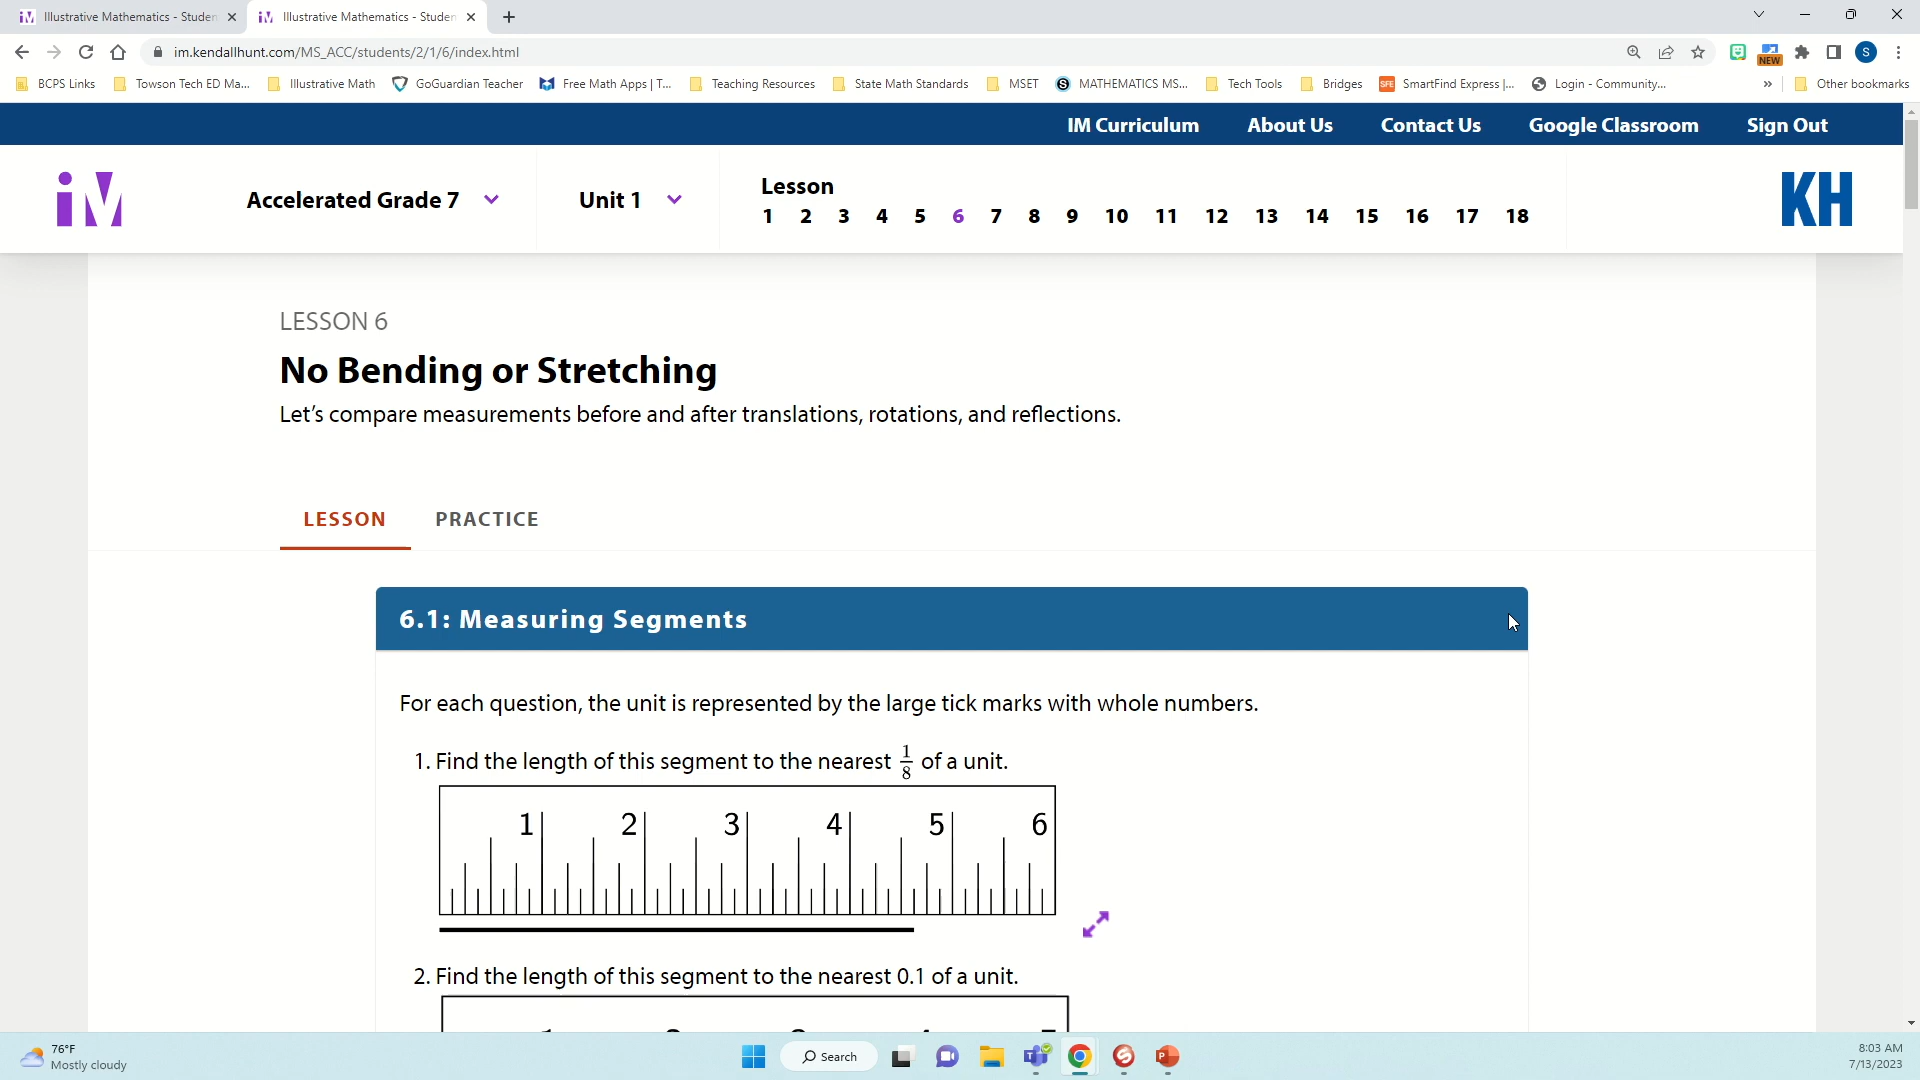 Illustrative Mathematics - Studen
Illustrative Mathematics - Studen
im.kendallhunt.com/MS_ACC/students/2/1/6/index.html
NEW
S
BCPS Links
Towson Tech ED Ma...
Illustrative Math
GoGuardian Teacher
Free Math Apps | T...
Teaching Resources
State Math Standards
MSET
MATHEMATICS MS...
Tech Tools
Bridges
SFE SmartFind Express |...
Login - Community...
»
Other bookmarks
IM Curriculum
About Us
Contact Us
Google Classroom
Sign Out
iM
Accelerated Grade 7
Unit 1
Lesson
1 2 3 4 5 6 7 8 9 10 11 12 13 14 15 16 17 18
KH
LESSON 6
No Bending or Stretching
Let's compare measurements before and after translations, rotations, and reflections.
LESSON PRACTICE
6.1: Measuring Segments
For each question, the unit is represented by the large tick marks with whole numbers.
1. Find the length of this segment to the nearest 1/8 of a unit.
1 2 3 4 5 6
2. Find the length of this segment to the nearest 0.1 of a unit.
76°F
Mostly cloudy
Search
8:03 AM
7/13/2023